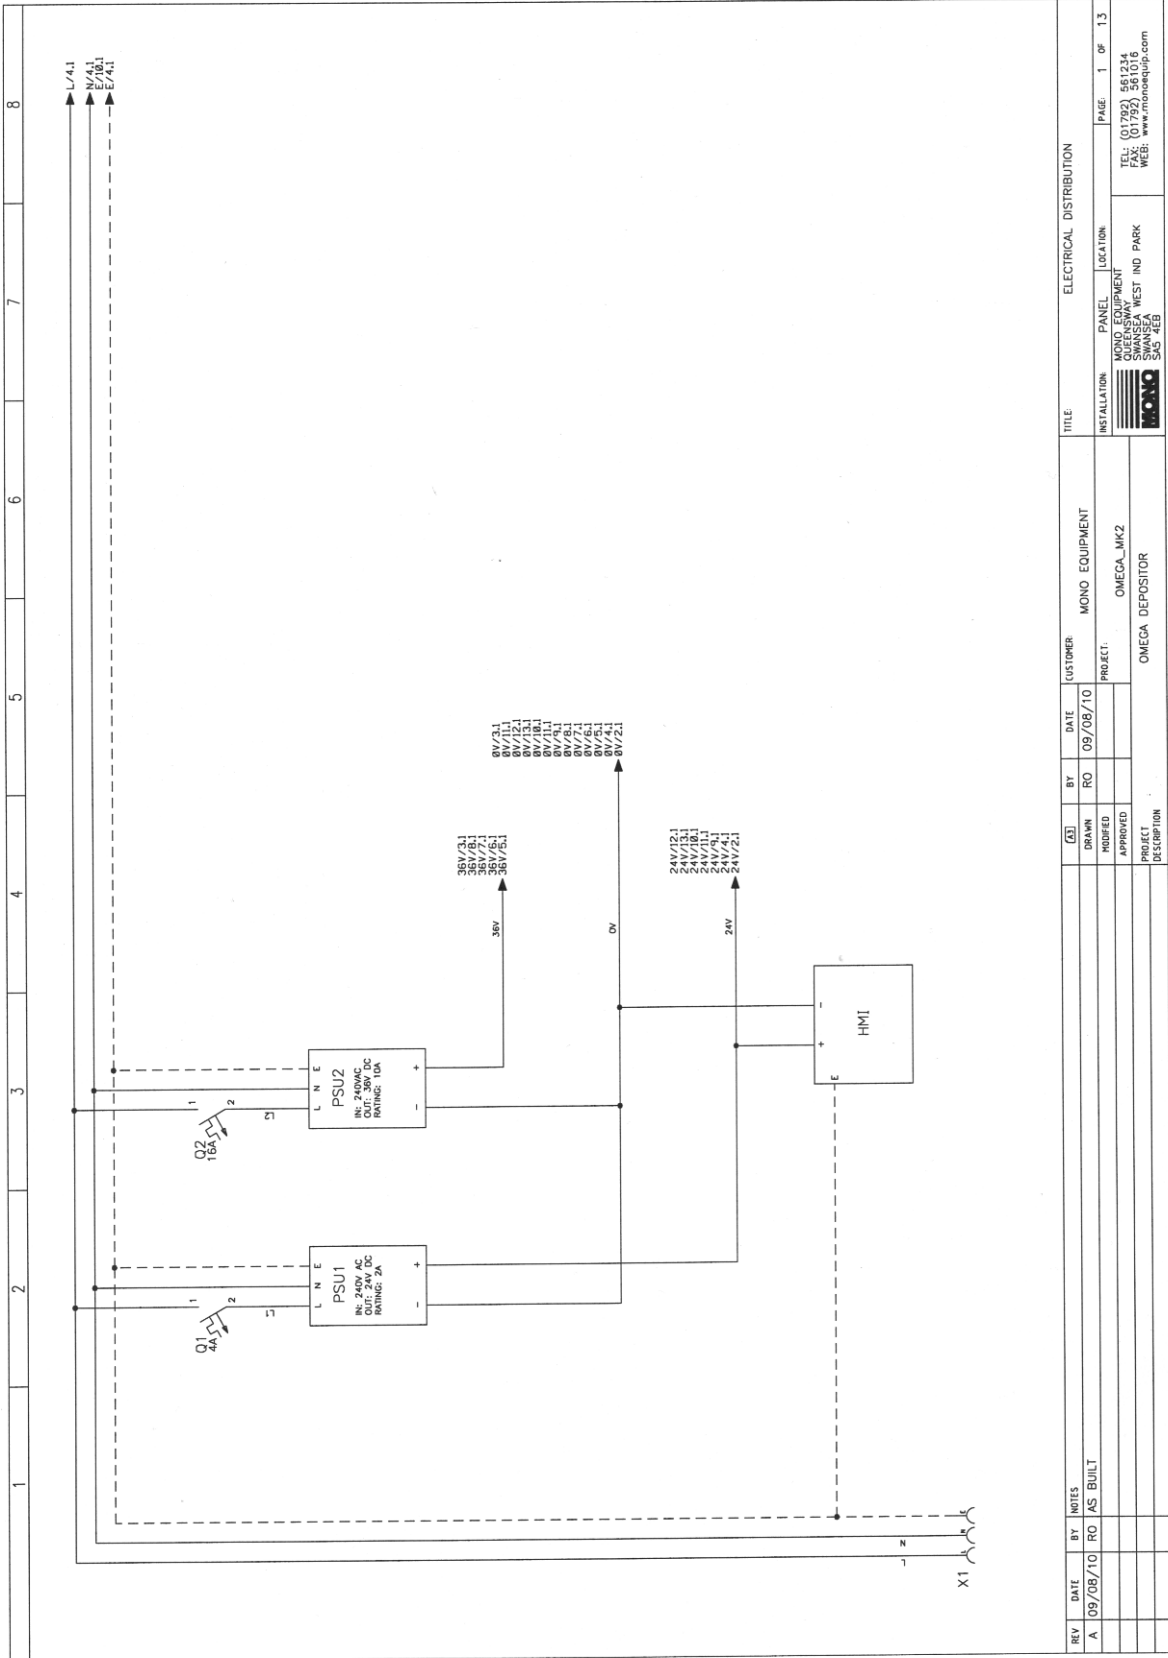 1
2
3
4
5
6
7
8
L/4.1
N/4.1
E/10.1
E/4.1
Q1
4A
1
2
L1
Q2
16A
1
2
L2
L N E
PSU1
IN: 240V AC
OUT: 24V DC
RATING: 2A
- +
L N E
PSU2
IN: 240VAC
OUT: 36V DC
RATING: 10A
- +
36V/3.1
36V/8.1
36V/7.1
36V/6.1
36V/5.1
36V
0V/3.1
0V/11.1
0V/12.1
0V/13.1
0V/10.1
0V/11.1
0V/9.1
0V/8.1
0V/7.1
0V/6.1
0V/5.1
0V/4.1
0V/2.1
0V
24V/12.1
24V/13.1
24V/10.1
24V/11.1
24V/9.1
24V/4.1
24V/2.1
24V
E
+ -
HMI
L
N
X1
L N E
REV DATE BY NOTES
A 09/08/10 RO AS BUILT
A3 BY DATE
DRAWN RO 09/08/10
MODIFIED
APPROVED
PROJECT
DESCRIPTION
OMEGA DEPOSITOR
CUSTOMER:
MONO EQUIPMENT
PROJECT:
OMEGA_MK2
TITLE:
ELECTRICAL DISTRIBUTION
INSTALLATION: PANEL
LOCATION:
PAGE: 1 OF 13
MONO
MONO EQUIPMENT
QUEENSWAY
SWANSEA WEST IND PARK
SWANSEA
SA5 4EB
TEL: (01792) 561234
FAX: (01792) 561016
WEB: www.monoequip.com